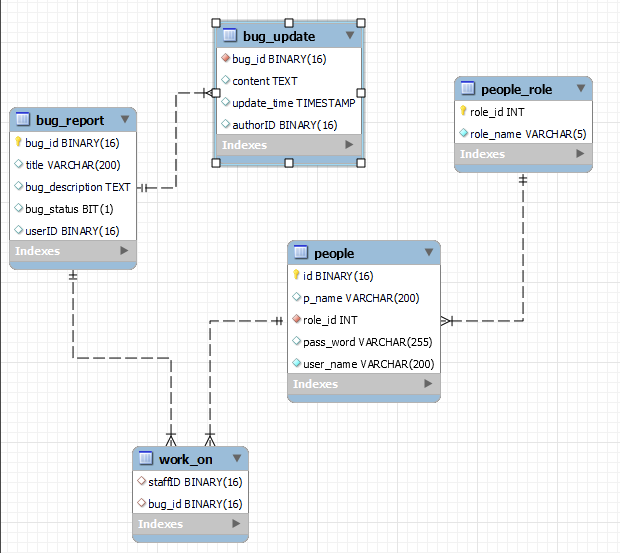 bug_update
bug_id BINARY(16)
content TEXT
update_time TIMESTAMP
authorID BINARY(16)
Indexes
people_role
role_id INT
role_name VARCHAR(5)
Indexes
bug_report
bug_id BINARY(16)
title VARCHAR(200)
bug_description TEXT
bug_status BIT(1)
userID BINARY(16)
Indexes
people
id BINARY(16)
p_name VARCHAR(200)
role_id INT
pass_word VARCHAR(255)
user_name VARCHAR(200)
Indexes
work_on
staffID BINARY(16)
bug_id BINARY(16)
Indexes